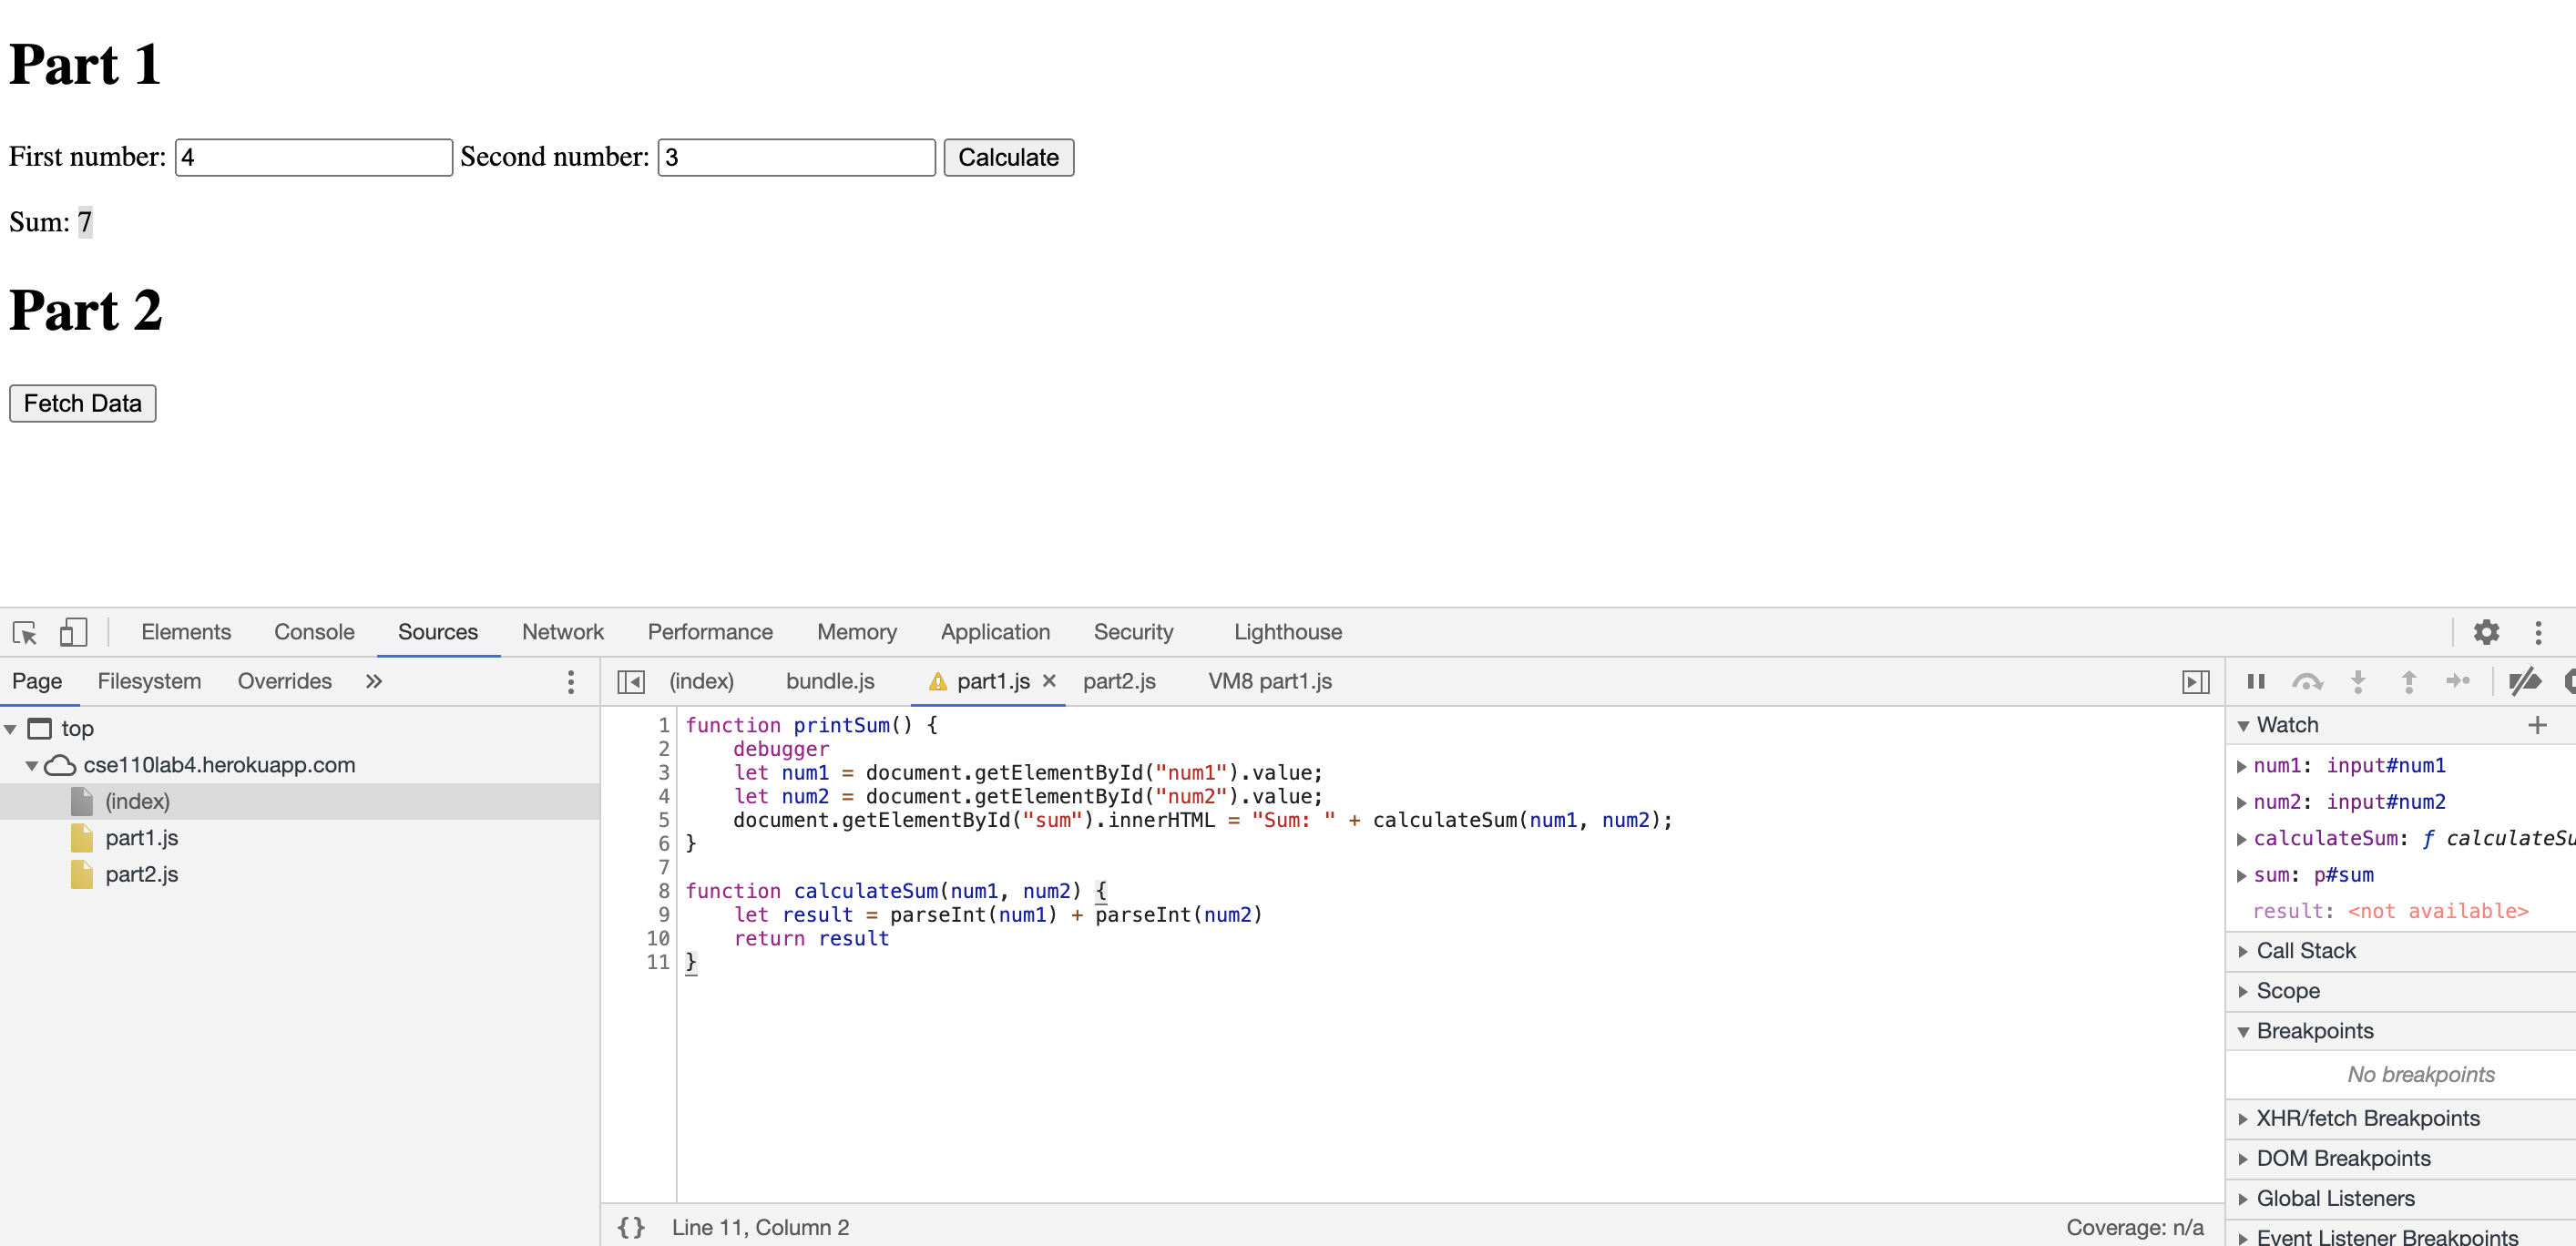 Part 1
First number: 4 Second number: 3 Calculate
Sum: 7
Part 2
Fetch Data
Elements Console Sources Network Performance Memory Application Security Lighthouse
Page Filesystem Overrides »
(index) bundle.js part1.js × part2.js VM8 part1.js
top
cse110lab4.herokuapp.com
(index)
part1.js
part2.js
1 function printSum() {
2 debugger
3 let num1 = document.getElementById("num1").value;
4 let num2 = document.getElementById("num2").value;
5 document.getElementById("sum").innerHTML = "Sum: " + calculateSum(num1, num2);
6 }
7
8 function calculateSum(num1, num2) {
9 let result = parseInt(num1) + parseInt(num2)
10 return result
11 }
{} Line 11, Column 2
Coverage: n/a
Watch +
num1: input#num1
num2: input#num2
calculateSum: ƒ calculateSu
sum: p#sum
result: <not available>
Call Stack
Scope
Breakpoints
No breakpoints
XHR/fetch Breakpoints
DOM Breakpoints
Global Listeners
Event Listener Breakpoints